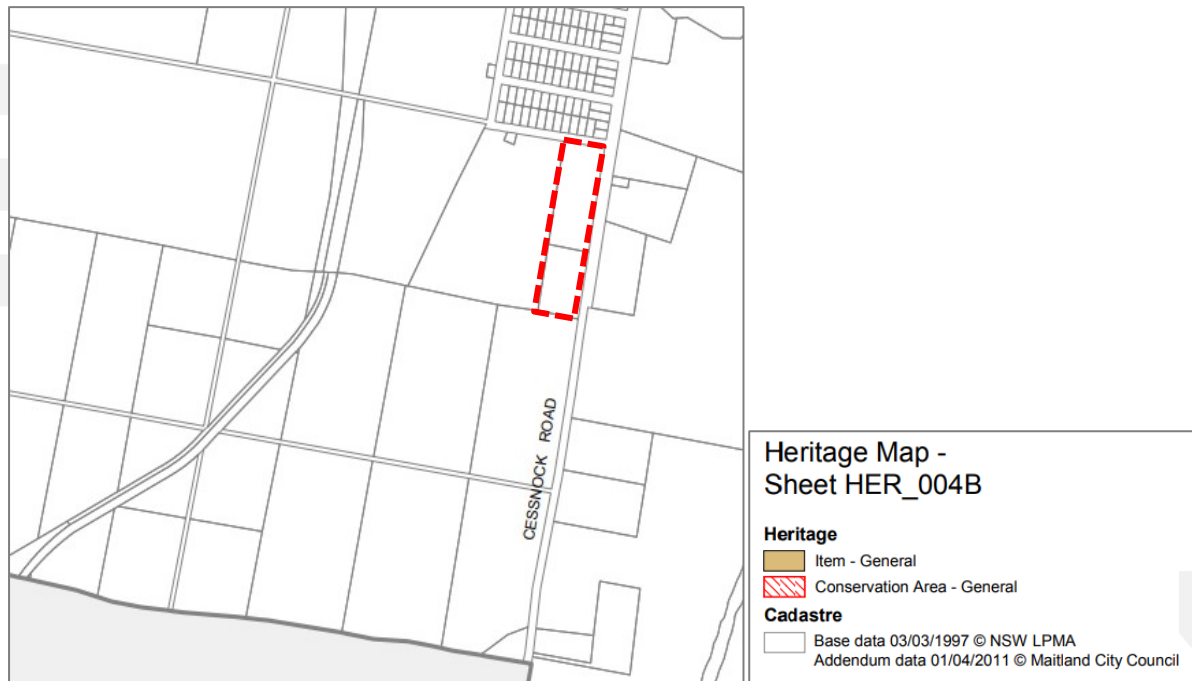 CESSNOCK ROAD
Heritage Map -
Sheet HER_004B
Heritage
Item - General
Conservation Area - General
Cadastre
Base data 03/03/1997 © NSW LPMA
Addendum data 01/04/2011 © Maitland City Council